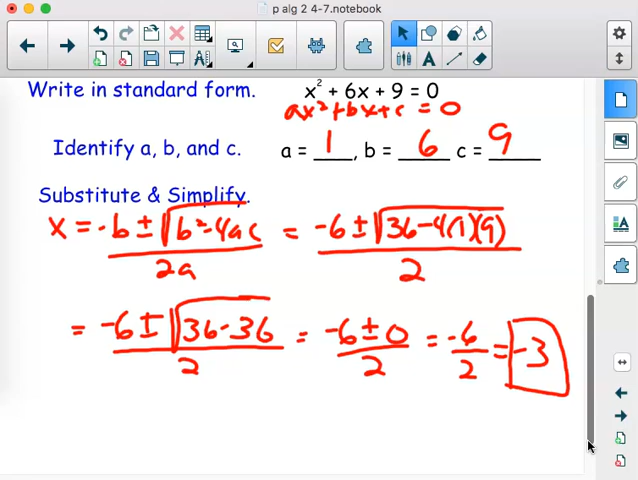 p alg 2 4-7.notebook
Write in standard form. x² + 6x + 9 = 0
ax² + bx + c = 0
Identify a, b, and c. a = 1, b = 6 c = 9
Substitute & Simplify.
x = -b ± √(b² - 4ac) / 2a = -6 ± √(36 - 4(1)(9)) / 2
= -6 ± √(36 - 36) / 2 = -6 ± 0 / 2 = -6 / 2 = -3